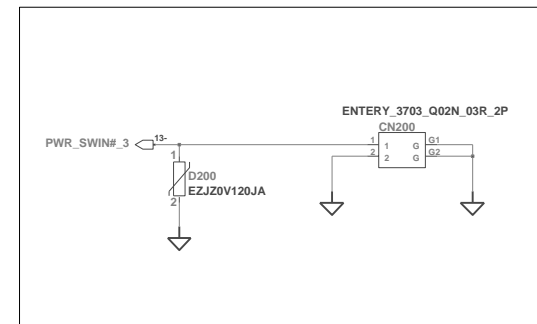 ENTERY_3703_Q02N_03R_2P
CN200
PWR_SWIN#_3 13-
1 1 G G1
2 2 G G2
1
D200
EZJZ0V120JA
2